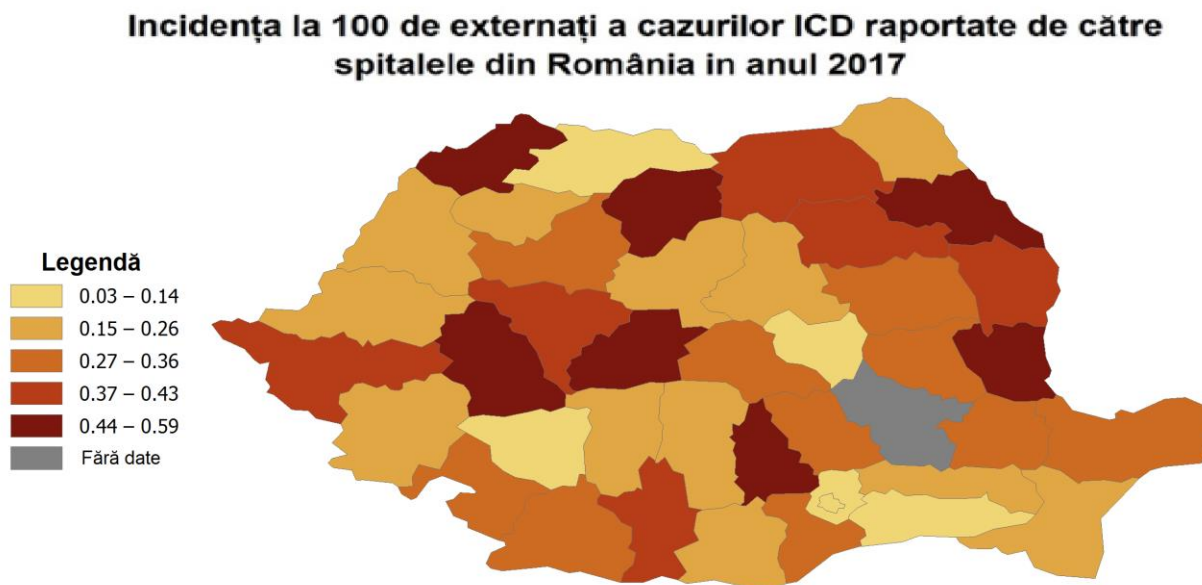 Incidența la 100 de externați a cazurilor ICD raportate de către
spitalele din România in anul 2017
Legendă
0.03 – 0.14
0.15 – 0.26
0.27 – 0.36
0.37 – 0.43
0.44 – 0.59
Fără date